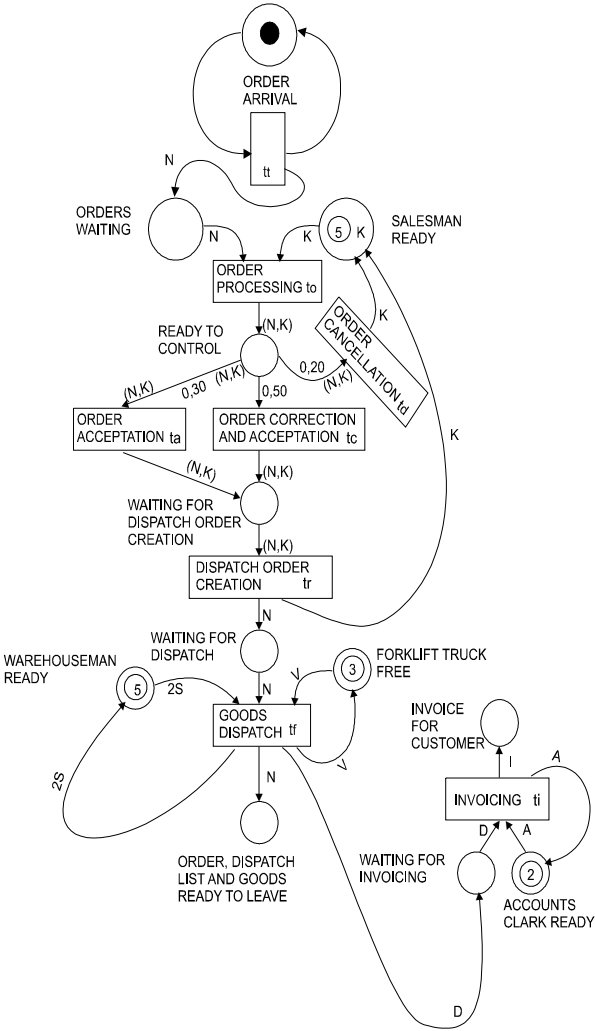 ORDER
ARRIVAL
tt
N
ORDERS
WAITING
N
K
5 K
SALESMAN
READY
ORDER
PROCESSING to
K
(N,K)
READY TO
CONTROL
ORDER
CANCELLATION td
0,20
(N,K)
(N,K)
0,30
(N,K)
0,50
ORDER
ACCEPTATION ta
ORDER CORRECTION
AND ACCEPTATION tc
K
(N,K)
(N,K)
WAITING FOR
DISPATCH ORDER
CREATION
(N,K)
DISPATCH ORDER
CREATION tr
N
WAITING FOR
DISPATCH
WAREHOUSEMAN
READY
5
2S
N
V
3
FORKLIFT TRUCK
FREE
GOODS
DISPATCH tf
V
2S
N
INVOICE
FOR
CUSTOMER
I
A
INVOICING ti
D
A
ORDER, DISPATCH
LIST AND GOODS
READY TO LEAVE
WAITING FOR
INVOICING
2
ACCOUNTS
CLARK READY
D